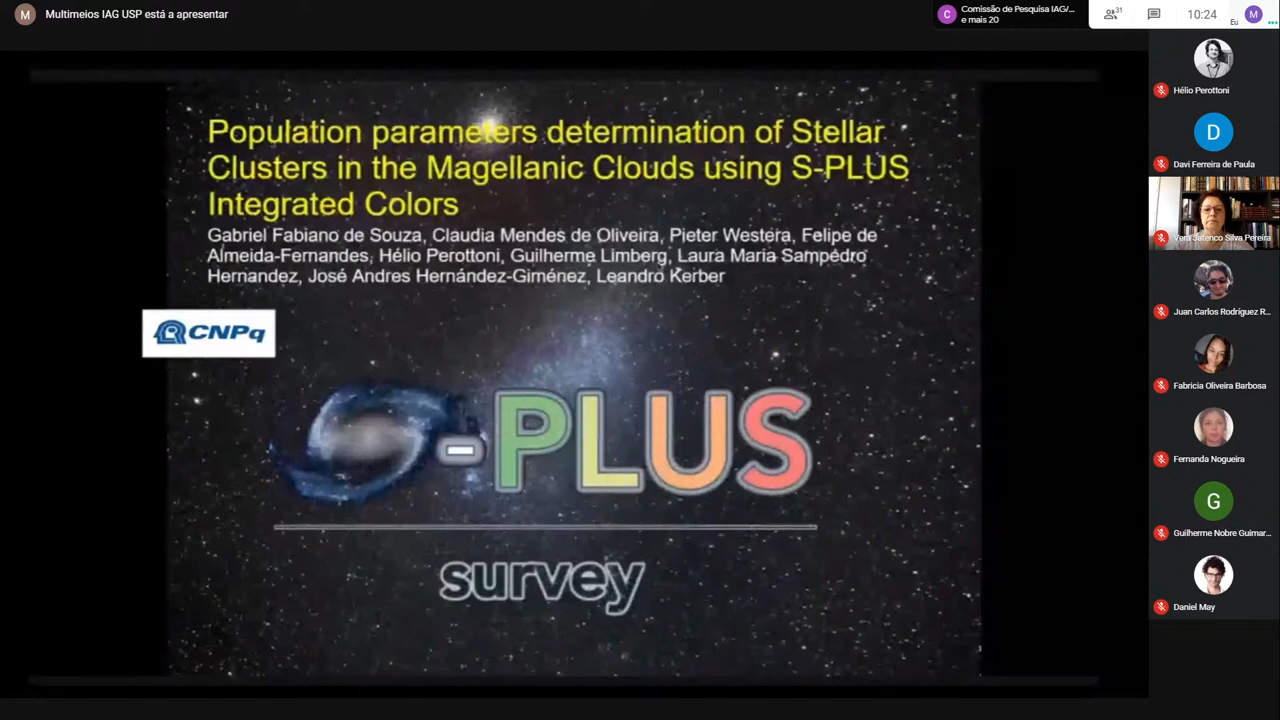 M
Multimeios IAG USP está a apresentar
C
Comissão de Pesquisa IAG/...
e mais 20
31
10:24
Eu
M
Population parameters determination of Stellar
Clusters in the Magellanic Clouds using S-PLUS
Integrated Colors
Gabriel Fabiano de Souza, Claudia Mendes de Oliveira, Pieter Westera, Felipe de
Almeida-Fernandes, Hélio Perottoni, Guilherme Limberg, Laura Maria Sampedro
Hernandez, José Andres Hernández-Giménez, Leandro Kerber
CNPq
S-PLUS
survey
Hélio Perottoni
D
Davi Ferreira de Paula
Vera Jatenco Silva Pereira
Juan Carlos Rodríguez R...
Fabricia Oliveira Barbosa
Fernanda Nogueira
G
Guilherme Nobre Guimar...
Daniel May